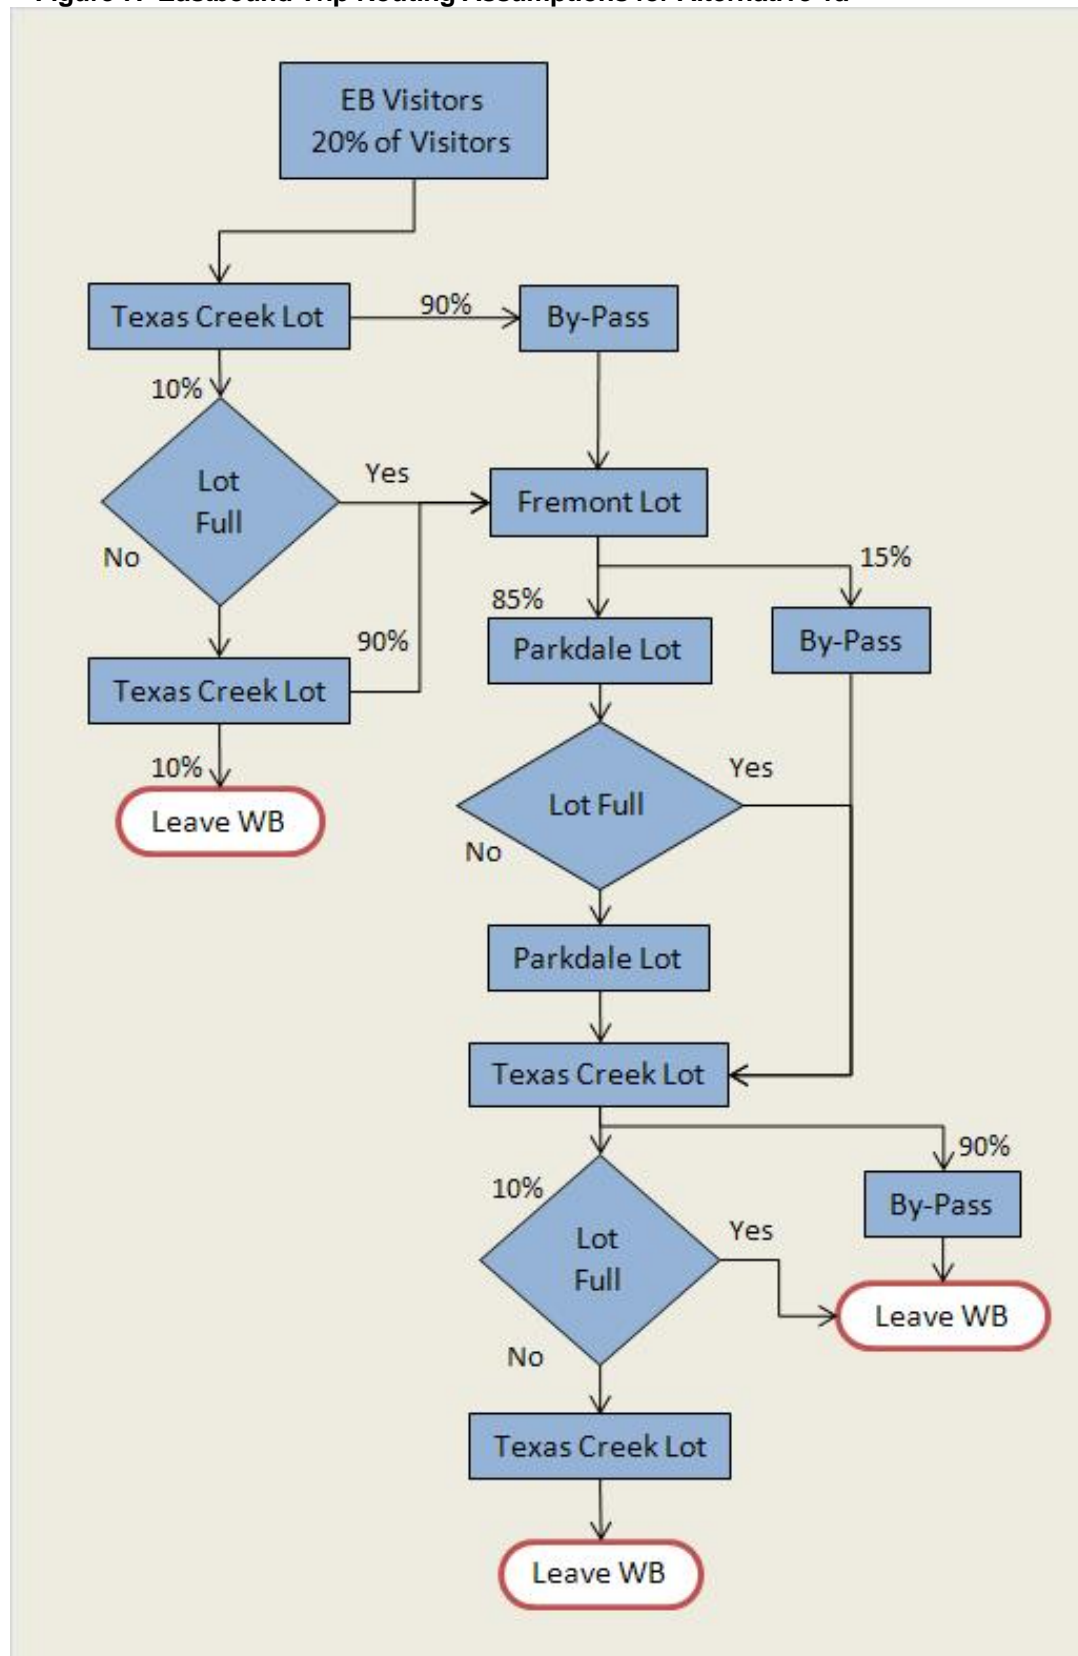 EB Visitors
20% of Visitors
Texas Creek Lot
90%
By-Pass
10%
Lot
Full
Yes
No
Fremont Lot
15%
85%
Parkdale Lot
By-Pass
90%
Texas Creek Lot
10%
Leave WB
Lot Full
Yes
No
Parkdale Lot
Texas Creek Lot
90%
10%
By-Pass
Lot
Full
Yes
Leave WB
No
Texas Creek Lot
Leave WB